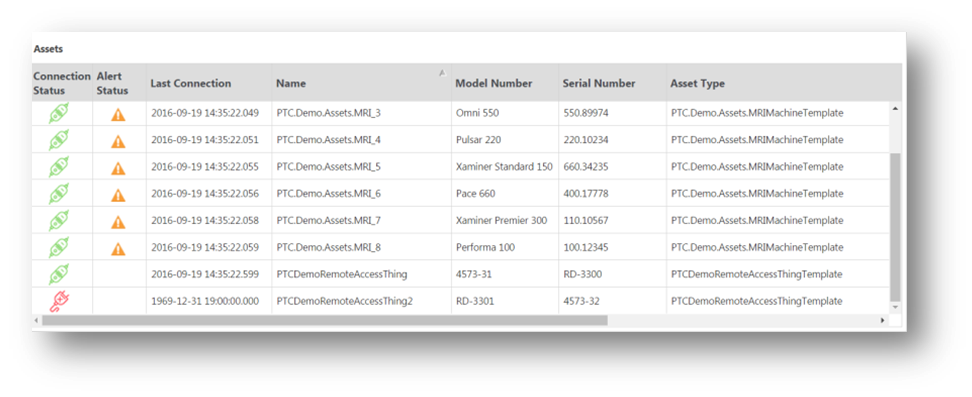 Assets
Connection Status Alert Status Last Connection Name Model Number Serial Number Asset Type
2016-09-19 14:35:22.049 PTC.Demo.Assets.MRI_3 Omni 550 550.89974 PTC.Demo.Assets.MRIMachineTemplate
2016-09-19 14:35:22.051 PTC.Demo.Assets.MRI_4 Pulsar 220 220.10234 PTC.Demo.Assets.MRIMachineTemplate
2016-09-19 14:35:22.055 PTC.Demo.Assets.MRI_5 Xaminer Standard 150 660.34235 PTC.Demo.Assets.MRIMachineTemplate
2016-09-19 14:35:22.056 PTC.Demo.Assets.MRI_6 Pace 660 400.17778 PTC.Demo.Assets.MRIMachineTemplate
2016-09-19 14:35:22.058 PTC.Demo.Assets.MRI_7 Xaminer Premier 300 110.10567 PTC.Demo.Assets.MRIMachineTemplate
2016-09-19 14:35:22.059 PTC.Demo.Assets.MRI_8 Performa 100 100.12345 PTC.Demo.Assets.MRIMachineTemplate
2016-09-19 14:35:22.599 PTCDemoRemoteAccessThing 4573-31 RD-3300 PTCDemoRemoteAccessThingTemplate
1969-12-31 19:00:00.000 PTCDemoRemoteAccessThing2 RD-3301 4573-32 PTCDemoRemoteAccessThingTemplate